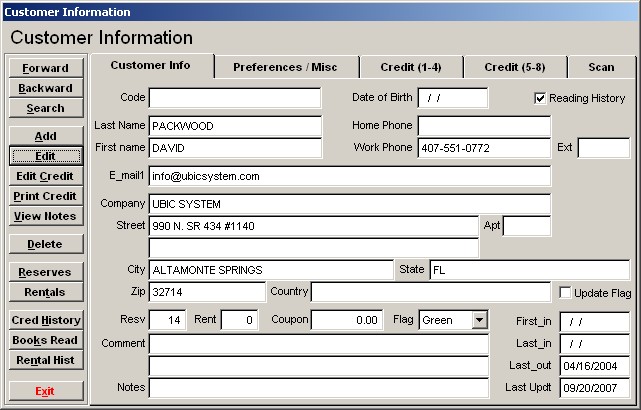 Customer Information
Customer Information
Forward
Backward
Search
Add
Edit
Edit Credit
Print Credit
View Notes
Delete
Reserves
Rentals
Cred History
Books Read
Rental Hist
Exit
Customer Info Preferences / Misc Credit (1-4) Credit (5-8) Scan
Code Date of Birth / / Reading History
Last Name PACKWOOD Home Phone
First name DAVID Work Phone 407-551-0772 Ext
E_mail1 info@ubicsystem.com
Company UBIC SYSTEM
Street 990 N. SR 434 #1140 Apt
City ALTAMONTE SPRINGS State FL
Zip 32714 Country Update Flag
Resv 14 Rent 0 Coupon 0.00 Flag Green First_in / /
Comment Last_in / /
Last_out 04/16/2004
Notes Last Updt 09/20/2007